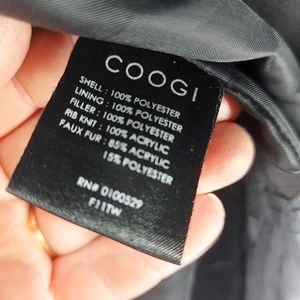 COOGI
SHELL : 100% POLYESTER
LINING : 100% POLYESTER
FILLER : 100% POLYESTER
RIB KNIT : 100% ACRYLIC
FAUX FUR : 85% ACRYLIC
15% POLYESTER
RN# 0100529
F11TW